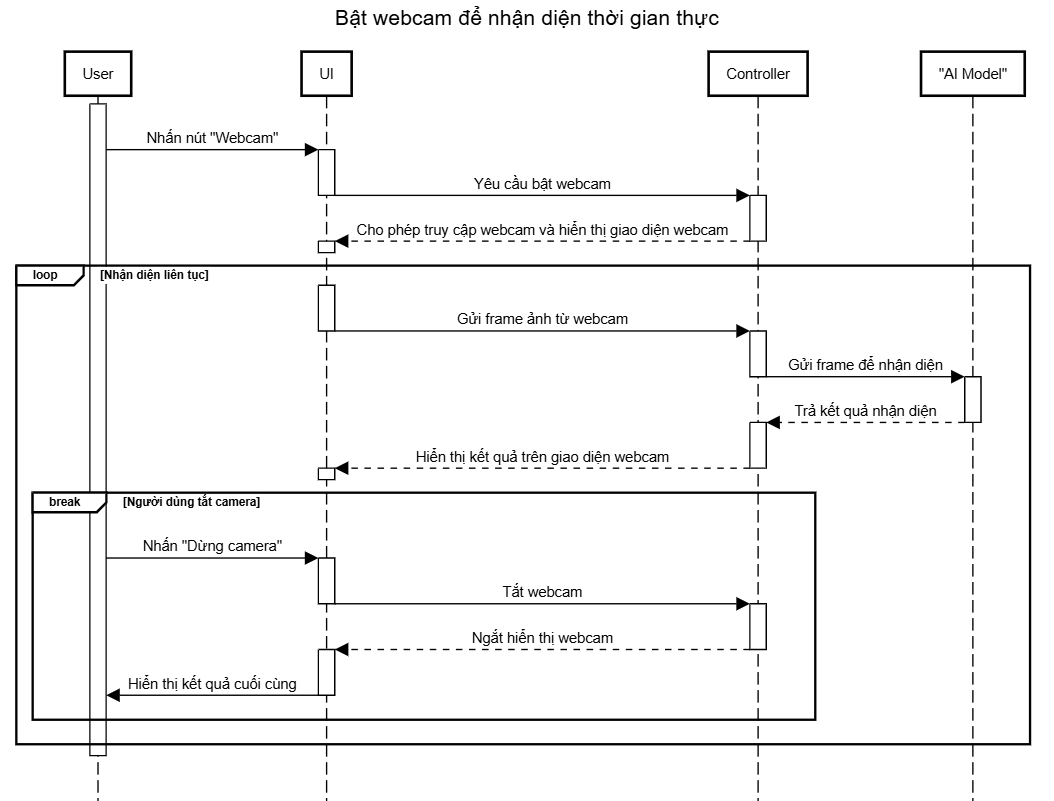 Bật webcam để nhận diện thời gian thực
User
UI
Controller
"AI Model"
Nhấn nút "Webcam"
Yêu cầu bật webcam
Cho phép truy cập webcam và hiển thị giao diện webcam
loop
[Nhận diện liên tục]
Gửi frame ảnh từ webcam
Gửi frame để nhận diện
Trả kết quả nhận diện
Hiển thị kết quả trên giao diện webcam
break
[Người dùng tắt camera]
Nhấn "Dừng camera"
Tắt webcam
Ngắt hiển thị webcam
Hiển thị kết quả cuối cùng